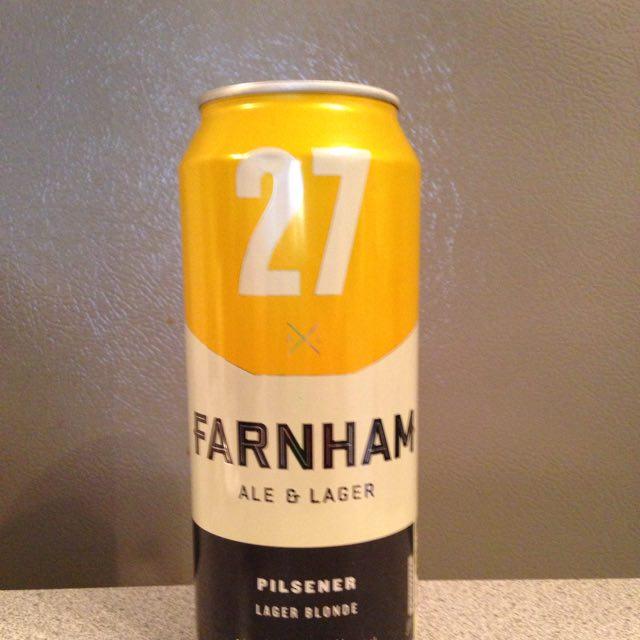 27
FARNHAM
ALE & LAGER
PILSENER
LAGER BLONDE